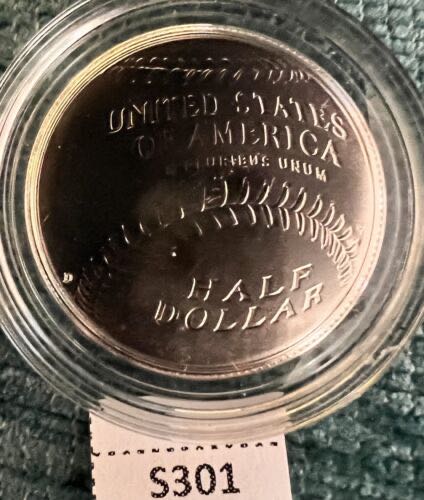 UNITED STATES
OF AMERICA
E PLURIBUS UNUM
D
HALF
DOLLAR
S301